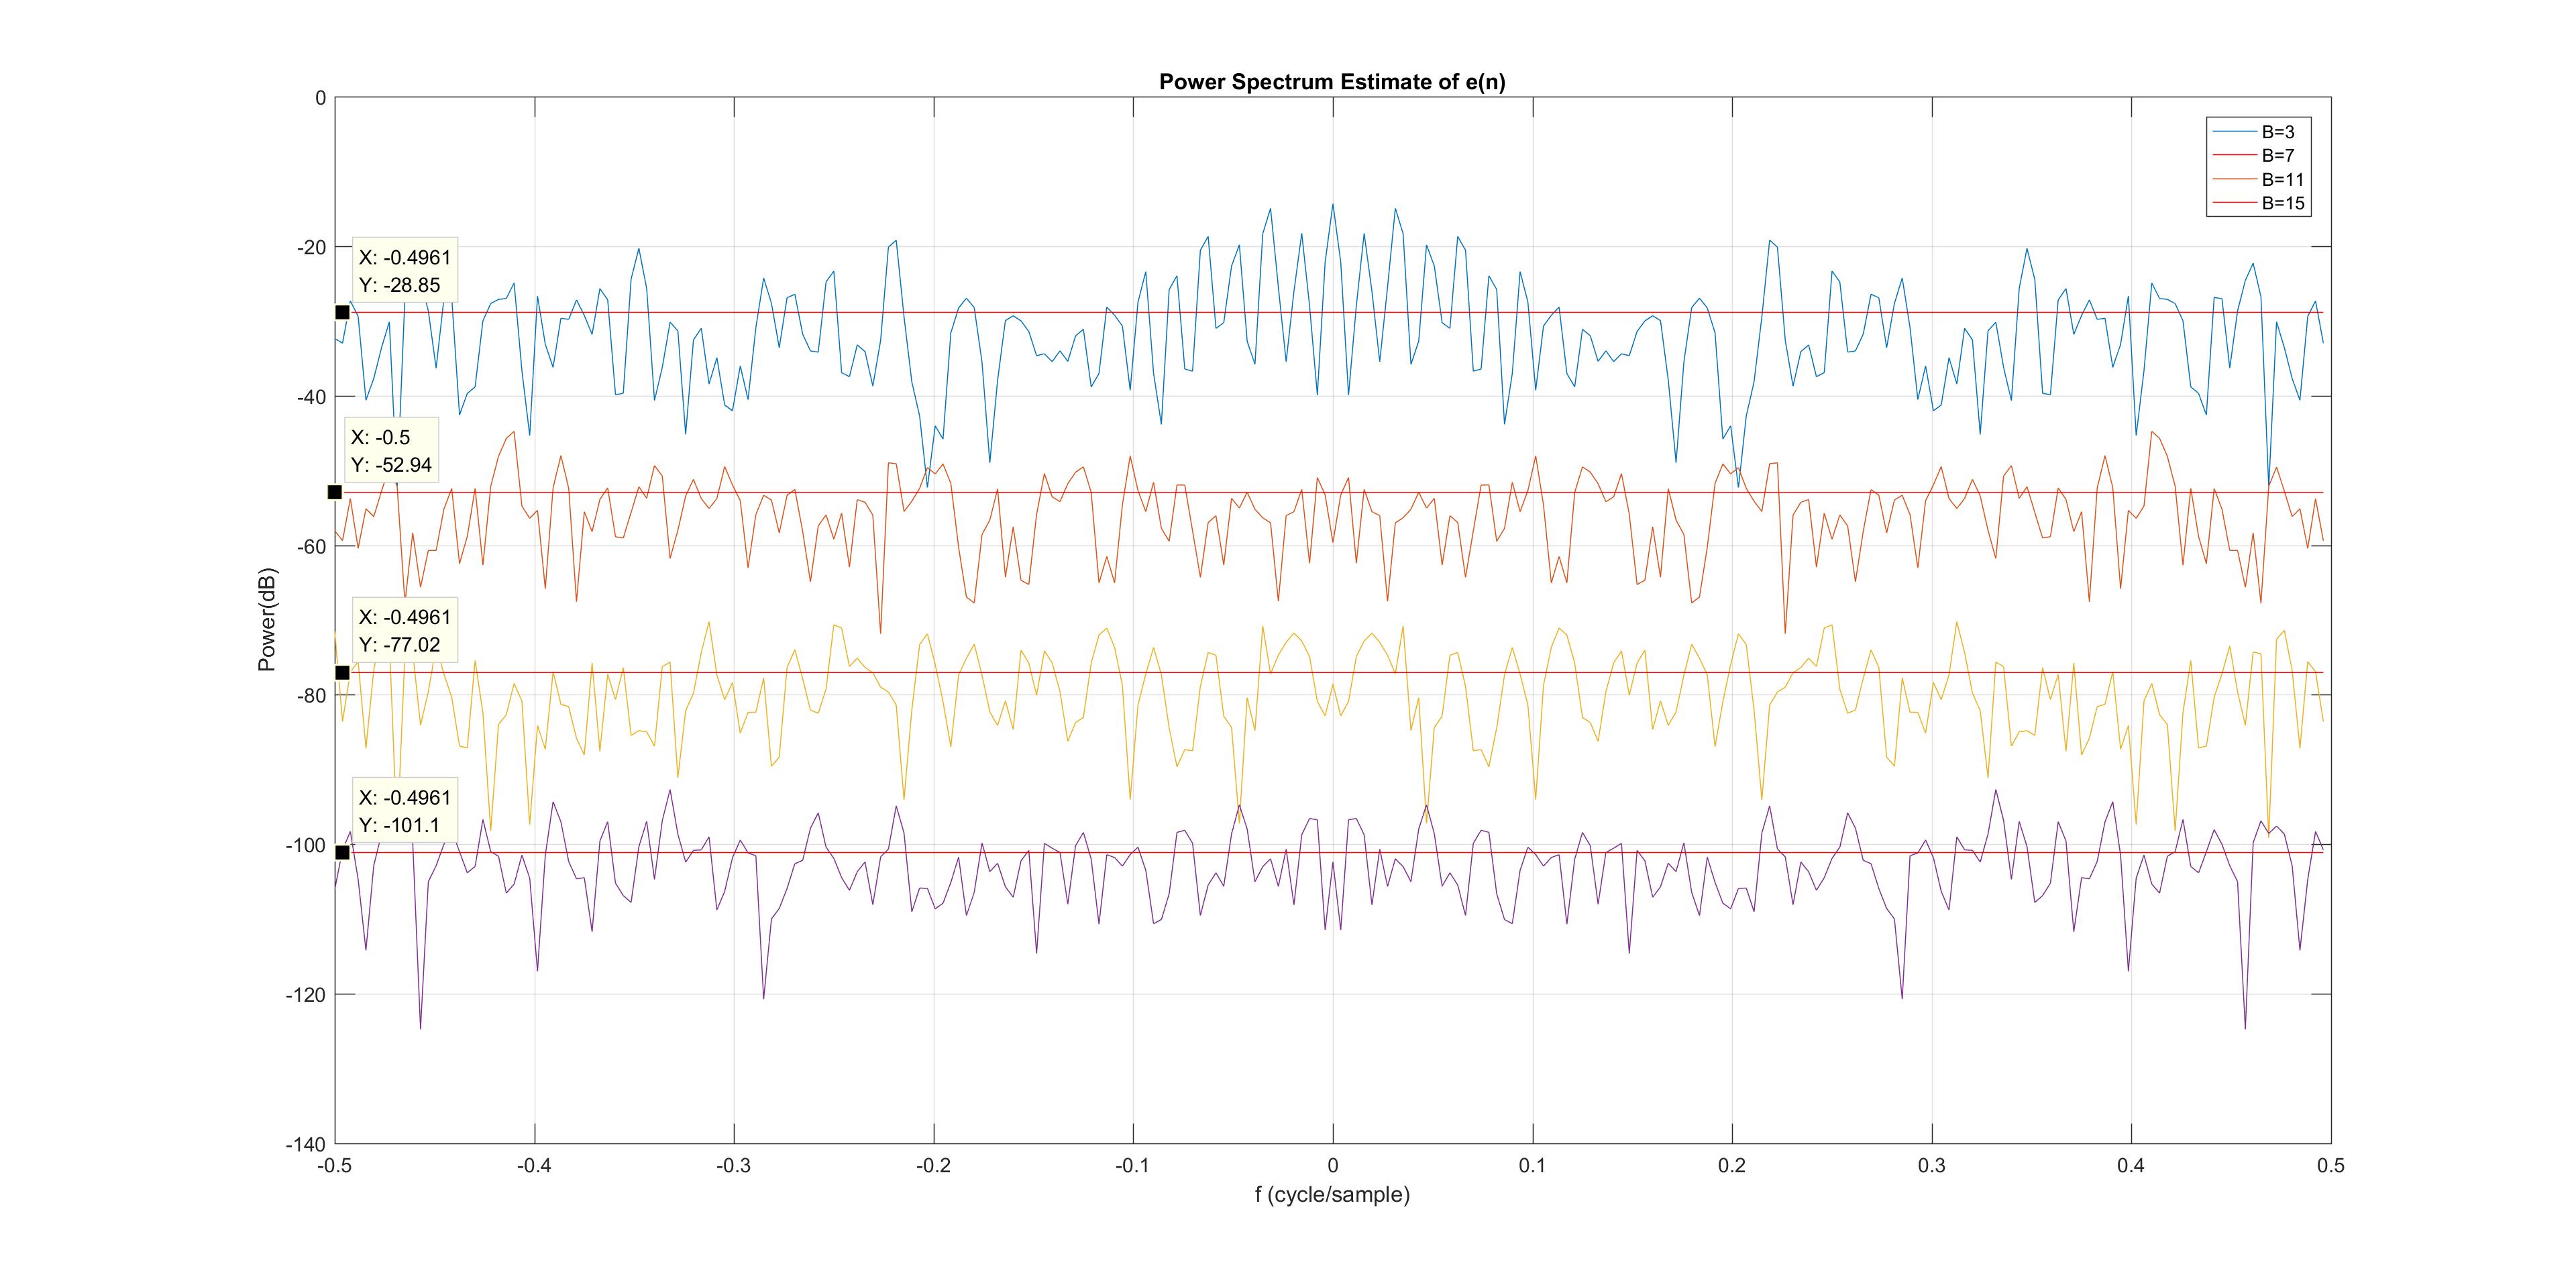 Power Spectrum Estimate of e(n)
0
-20
-40
-60
-80
-100
-120
-140
Power(dB)
B=3
B=7
B=11
B=15
X: -0.4961
Y: -28.85
X: -0.5
Y: -52.94
X: -0.4961
Y: -77.02
X: -0.4961
Y: -101.1
-0.5 -0.4 -0.3 -0.2 -0.1 0 0.1 0.2 0.3 0.4 0.5
f (cycle/sample)